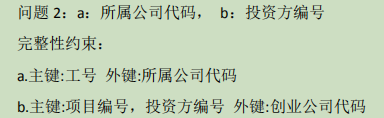 问题 2：a：所属公司代码， b：投资方编号
完整性约束：
a.主键:工号 外键:所属公司代码
b.主键:项目编号，投资方编号 外键:创业公司代码